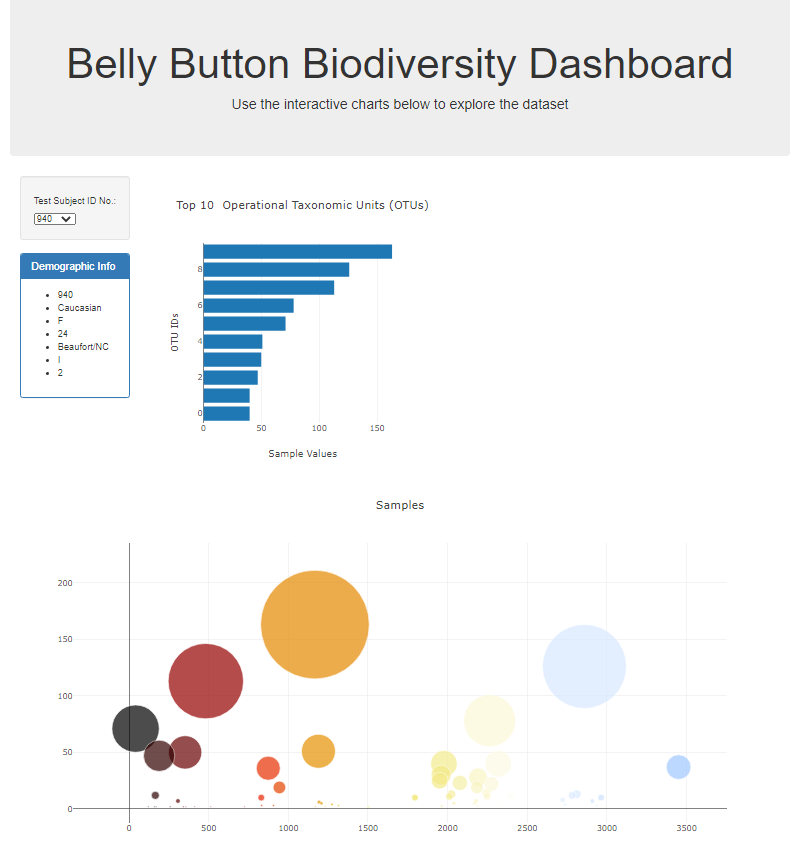 Belly Button Biodiversity Dashboard
Use the interactive charts below to explore the dataset
Test Subject ID No.:
940
Demographic Info
940
Caucasian
F
24
Beaufort/NC
I
2
Top 10 Operational Taxonomic Units (OTUs)
8
6
4
2
0
OTU IDs
0 50 100 150
Sample Values
Samples
200
150
100
50
0
0 500 1000 1500 2000 2500 3000 3500